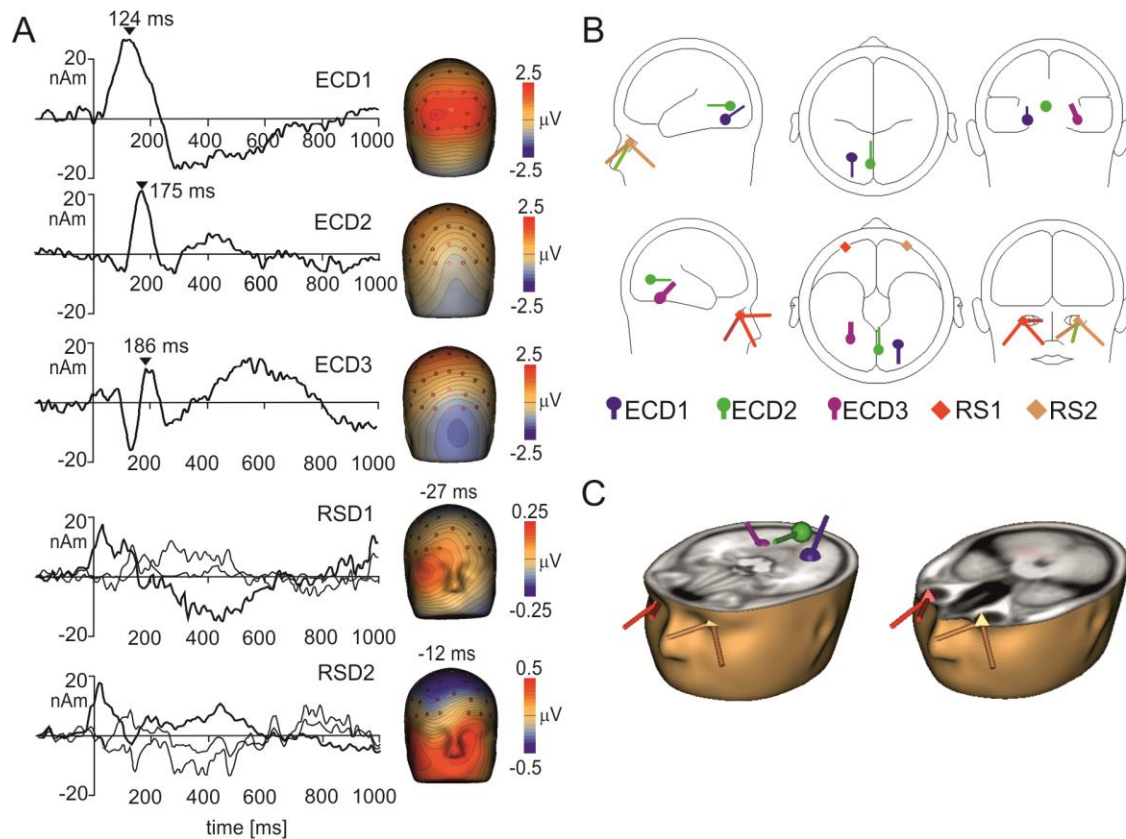 A
B
124 ms
20
nAm
ECD1
200 400 600 800 1000
-20
2.5
μV
-2.5
175 ms
20
nAm
ECD2
200 400 600 800 1000
-20
2.5
μV
-2.5
186 ms
20
nAm
ECD3
200 400 600 800 1000
-20
2.5
μV
-2.5
20
nAm
RSD1
200 400 600 800 1000
-20
-27 ms
0.25
μV
-0.25
20
nAm
RSD2
200 400 600 800 1000
-20
time [ms]
-12 ms
0.5
μV
-0.5
ECD1 ECD2 ECD3 RS1 RS2
C